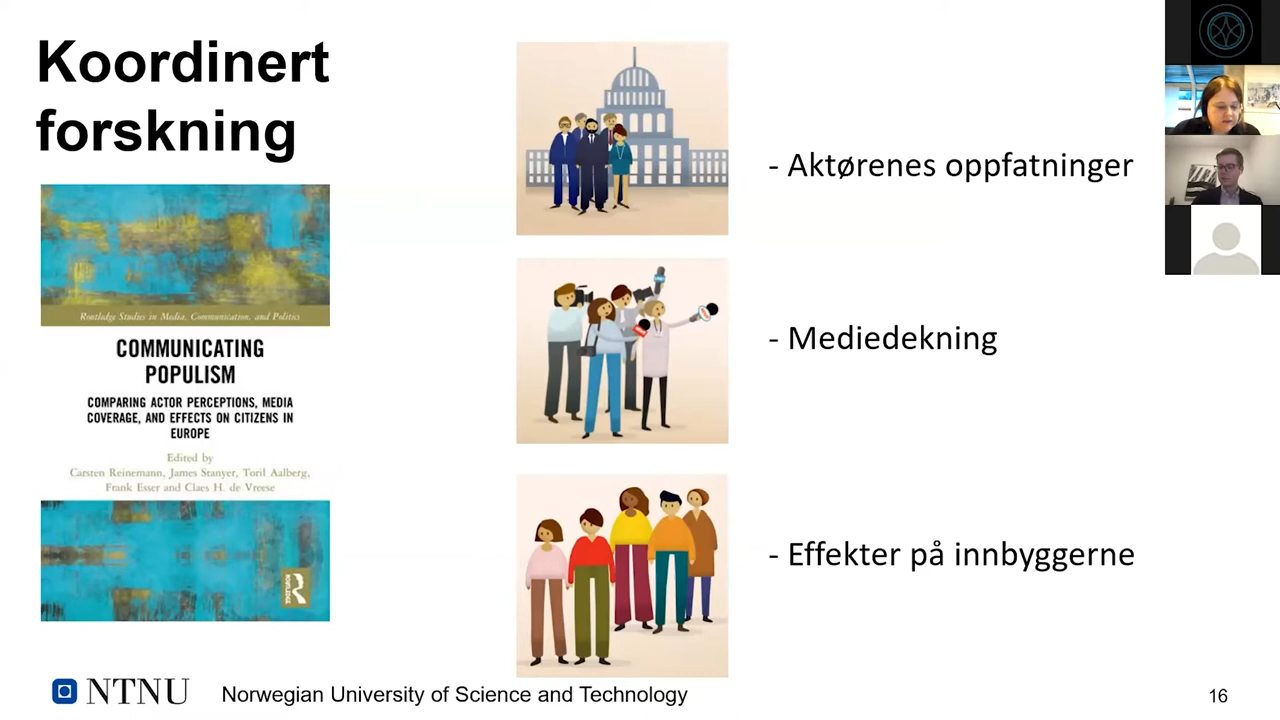 Koordinert
forskning
Routledge Studies in Media, Communication, and Politics
COMMUNICATING
POPULISM
COMPARING ACTOR PERCEPTIONS, MEDIA
COVERAGE, AND EFFECTS ON CITIZENS IN
EUROPE
Edited by
Carsten Reinemann, James Stanyer, Toril Aalberg,
Frank Esser and Claes H. de Vreese
ROUTLEDGE
- Aktørenes oppfatninger
- Mediedekning
- Effekter på innbyggerne
NTNU
Norwegian University of Science and Technology
16